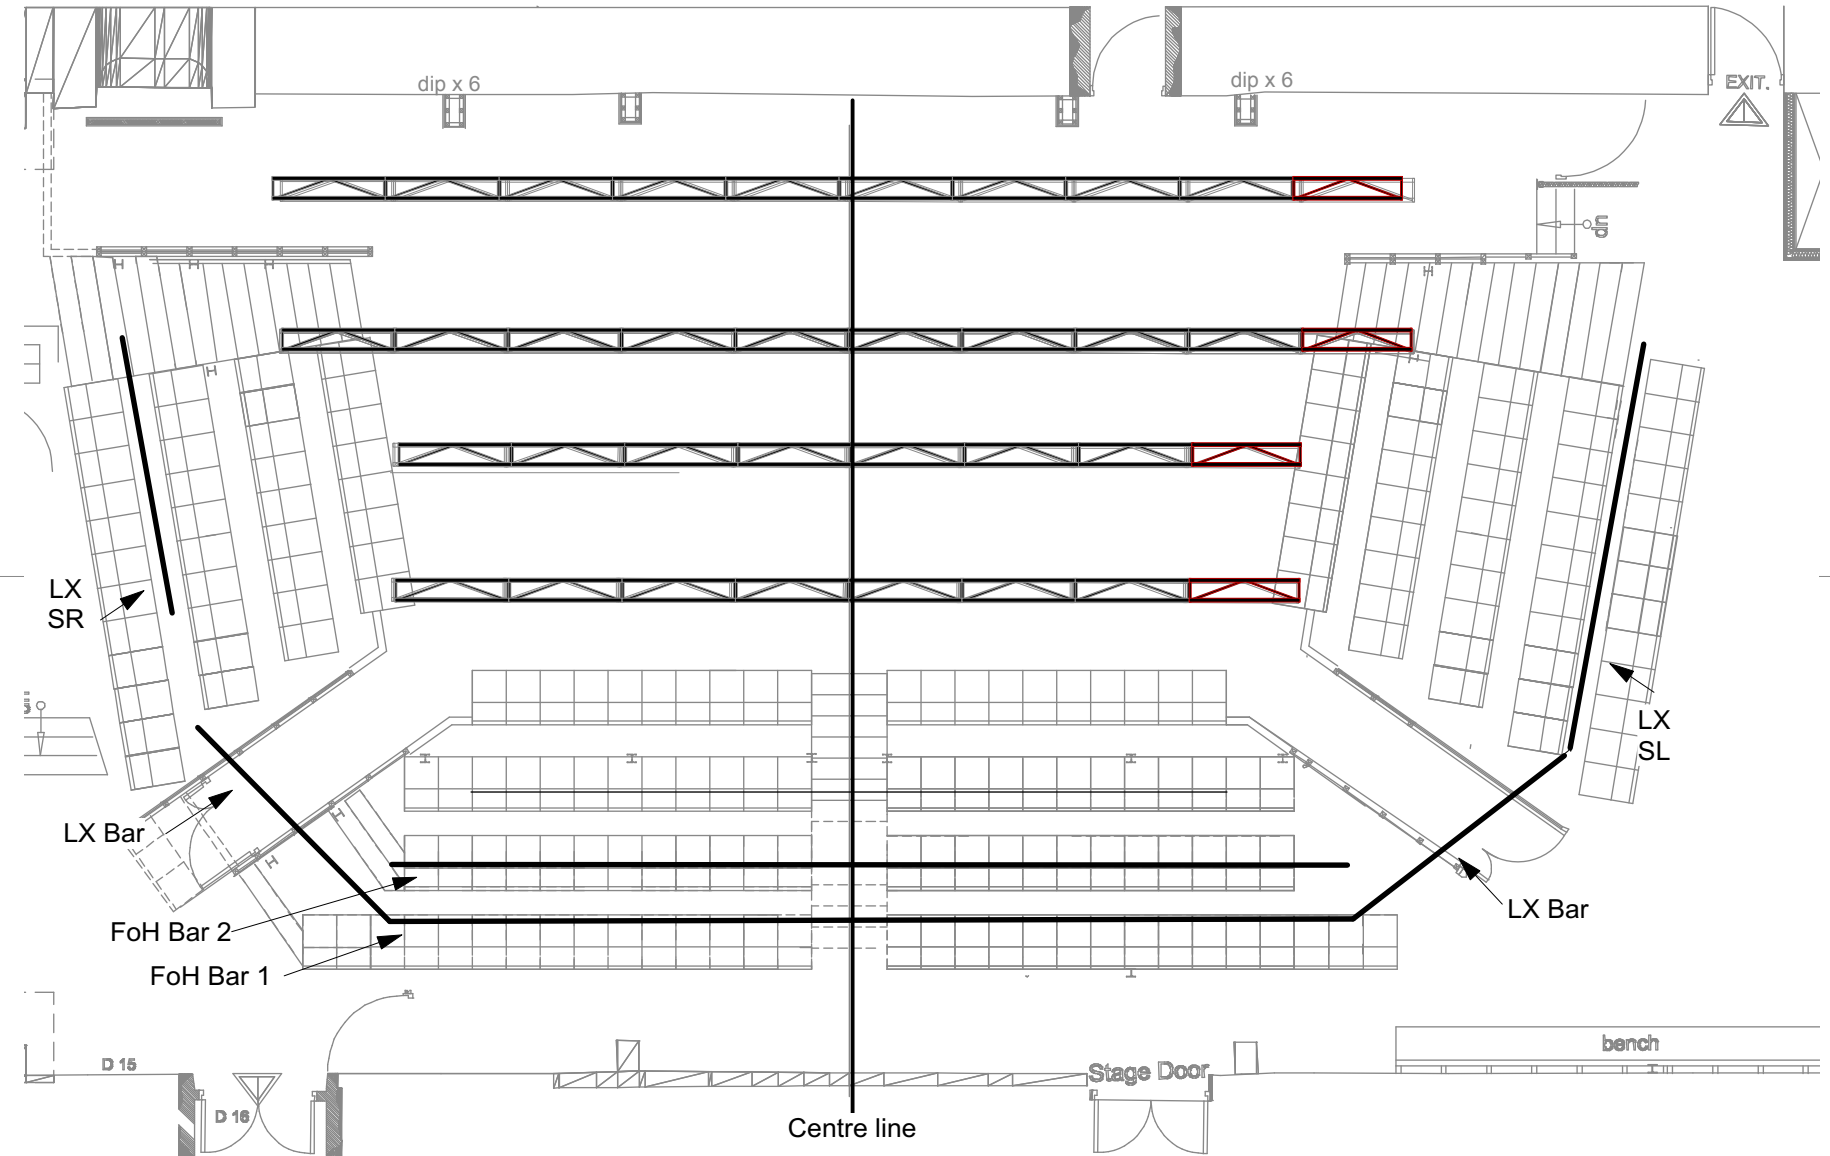 dip x 6
dip x 6
EXIT.
dn
LX
SR
LX
SL
LX Bar
LX Bar
FoH Bar 2
FoH Bar 1
bench
D 15
Stage Door
D 16
Centre line